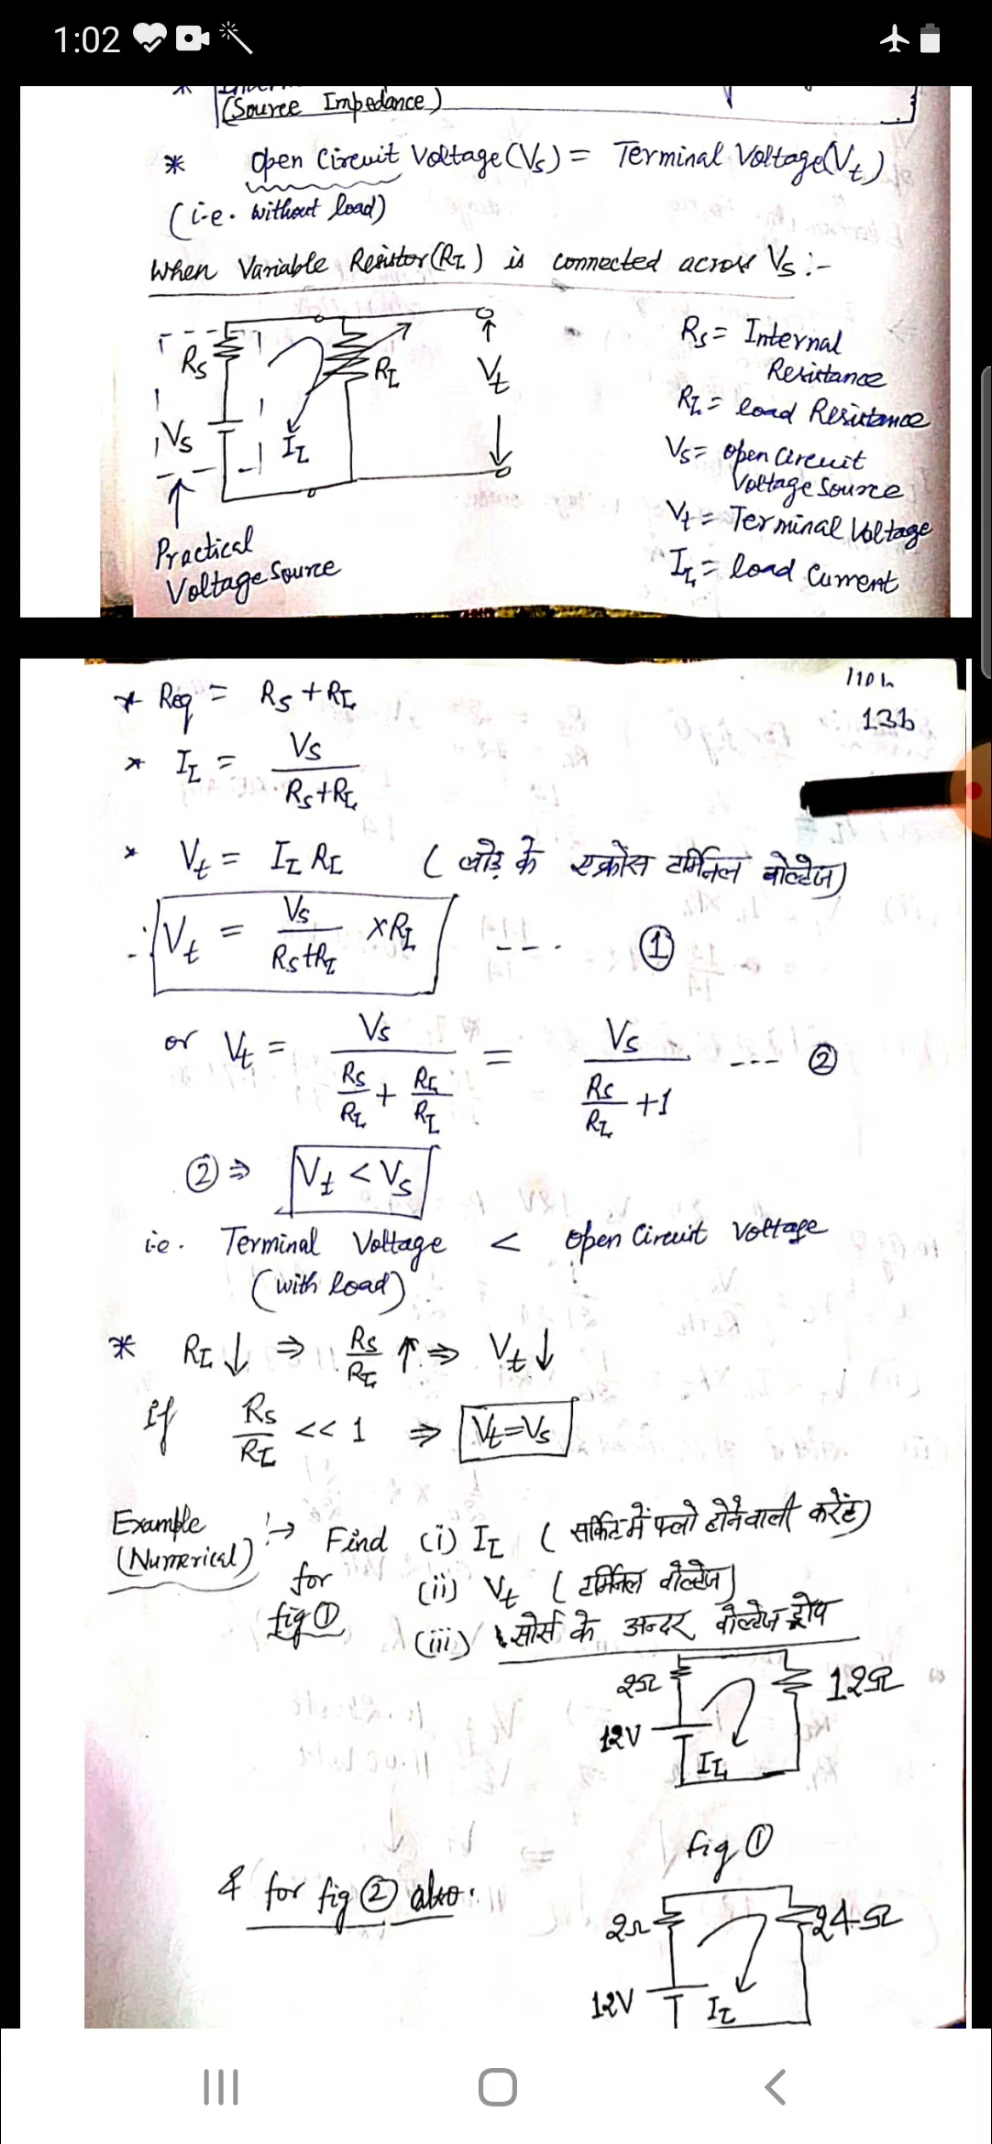 1:02
(Source Impedance)
* Open Circuit Voltage(Vs) = Terminal Voltage(Vt)
(i.e. without load)
When Variable Resistor(RL) is connected across Vs :-
Rs
RL
Vt
Vs
IL
Practical
Voltage Source
Rs = Internal
Resistance
RL = load Resistance
Vs = open circuit
Voltage Source
Vt = Terminal Voltage
IL = load Current
* Req = Rs + RL
* IL = Vs / Rs+RL
* Vt = IL RL ( लोड़ के एक्रोस टर्मिनल वोल्टेज)
∴ Vt = Vs / Rs+RL × RL ---- ①
or Vt = Vs / (Rs/RL + RL/RL) = Vs / (Rs/RL + 1) --- ②
② ⇒ Vt < Vs
i.e. Terminal Voltage < open Circuit Voltage
(with load)
* RL ↓ ⇒ Rs/RL ↑ ⇒ Vt ↓
If Rs/RL << 1 ⇒ Vt=Vs
Example
(Numerical) :→ Find (i) IL ( सर्किट में फ्लो होने वाली करेंट)
for (ii) Vt ( टर्मिनल वोल्टेज)
fig ① (iii) सोर्स के अन्दर वोल्टेज ड्रोप
2Ω 12Ω
12V IL
fig ①
& for fig ② also.
2Ω 24Ω
12V IL